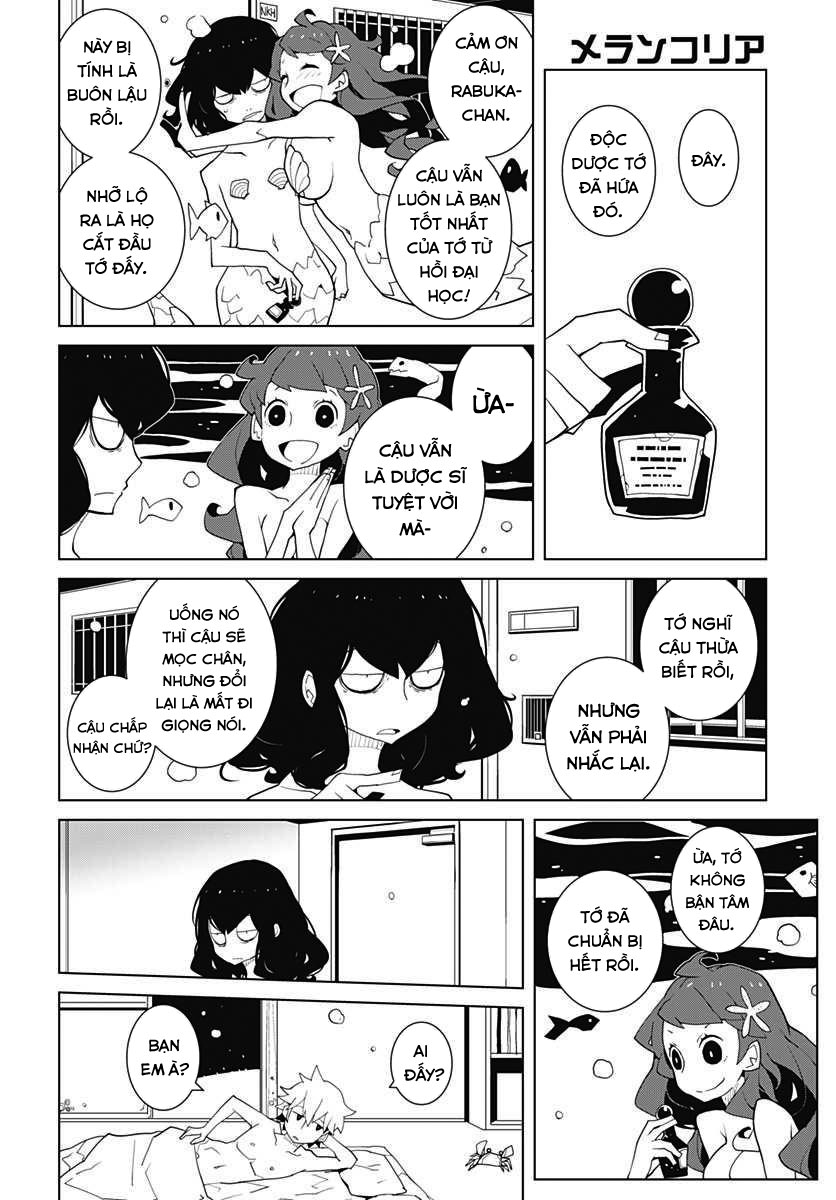 メランコリア
ĐÂY.
ĐỘC
DƯỢC TỚ
ĐÃ HỨA
ĐÓ.
NKH
CẢM ƠN
CẬU,
RABUKA-
CHAN.
CẬU VẪN
LUÔN LÀ BẠN
TỐT NHẤT
CỦA TỚ TỪ
HỒI ĐẠI
HỌC!
NÀY BỊ
TÍNH LÀ
BUÔN LẬU
RỒI.
NHỠ LỘ
RA LÀ HỌ
CẮT ĐẦU
TỚ ĐẤY.
ỪA-
CẬU VẪN
LÀ DƯỢC SĨ
TUYỆT VỜI
MÀ-
TỚ NGHĨ
CẬU THỪA
BIẾT RỒI,
NHƯNG
VẪN PHẢI
NHẮC LẠI.
UỐNG NÓ
THÌ CẬU SẼ
MỌC CHÂN,
NHƯNG ĐỔI
LẠI LÀ MẤT ĐI
GIỌNG NÓI.
CẬU CHẤP
NHẬN CHỨ?
ỪA, TỚ
KHÔNG
BẬN TÂM
ĐÂU.
TỚ ĐÃ
CHUẨN BỊ
HẾT RỒI.
AI
ĐẤY?
BẠN
EM À?